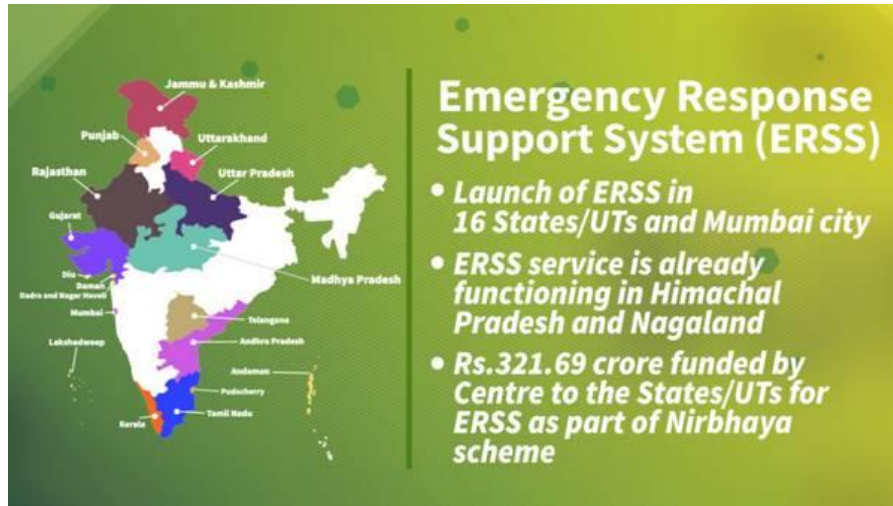 Jammu & Kashmir
Punjab
Uttarakhand
Rajasthan
Uttar Pradesh
Gujarat
Diu
Daman
Dadra and Nagar Haveli
Madhya Pradesh
Mumbai
Telangana
Lakshadweep
Andhra Pradesh
Andaman
Puducherry
Kerala
Tamil Nadu
Emergency Response
Support System (ERSS)
• Launch of ERSS in
16 States/UTs and Mumbai city
• ERSS service is already
functioning in Himachal
Pradesh and Nagaland
• Rs.321.69 crore funded by
Centre to the States/UTs for
ERSS as part of Nirbhaya
scheme